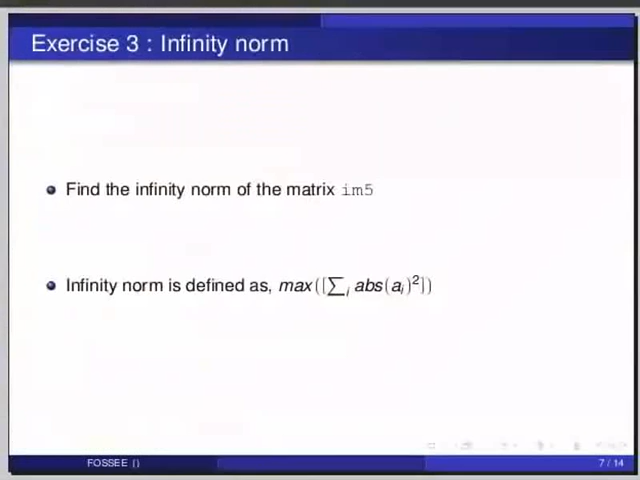 Exercise 3 : Infinity norm
Find the infinity norm of the matrix im5
Infinity norm is defined as, max([∑ᵢ abs(aᵢ)²])
FOSSEE ()
7 / 14